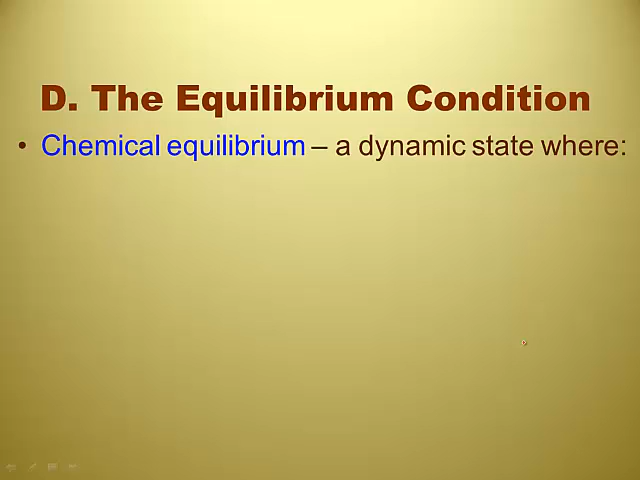 D. The Equilibrium Condition
• Chemical equilibrium – a dynamic state where: